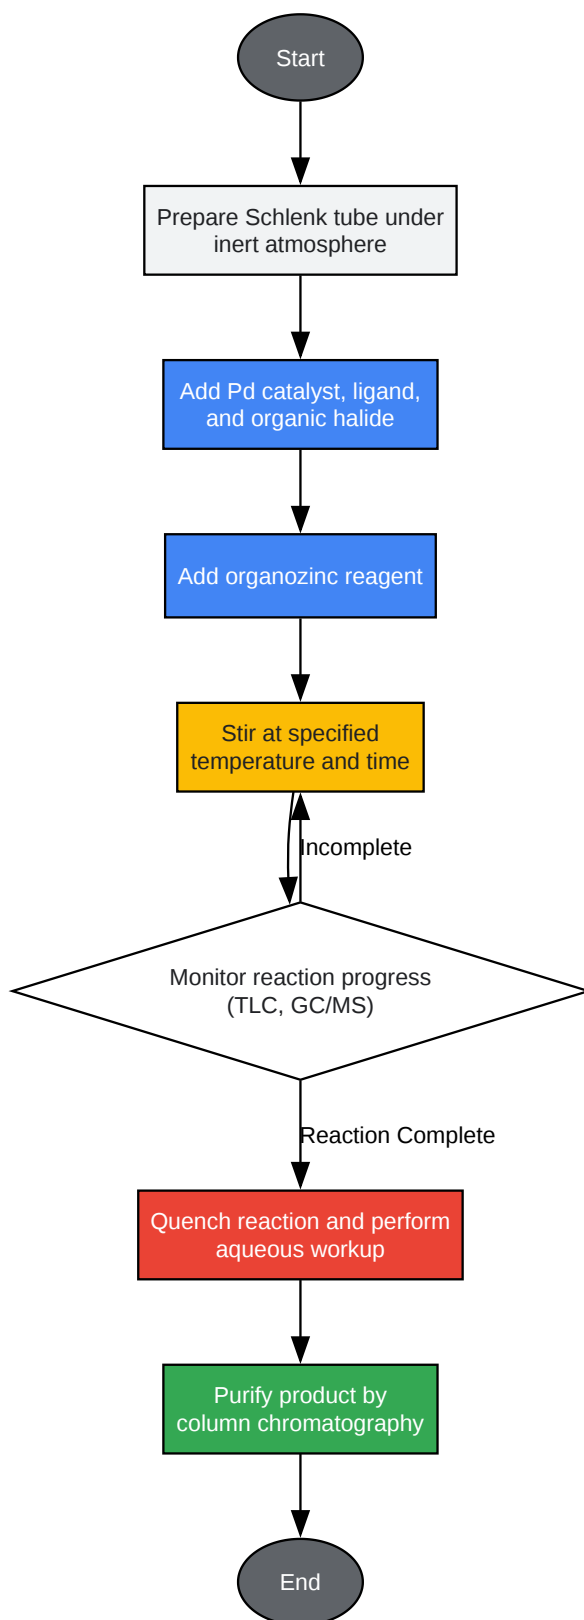 Start
Prepare Schlenk tube under
inert atmosphere
Add Pd catalyst, ligand,
and organic halide
Add organozinc reagent
Stir at specified
temperature and time
Incomplete
Monitor reaction progress
(TLC, GC/MS)
Reaction Complete
Quench reaction and perform
aqueous workup
Purify product by
column chromatography
End